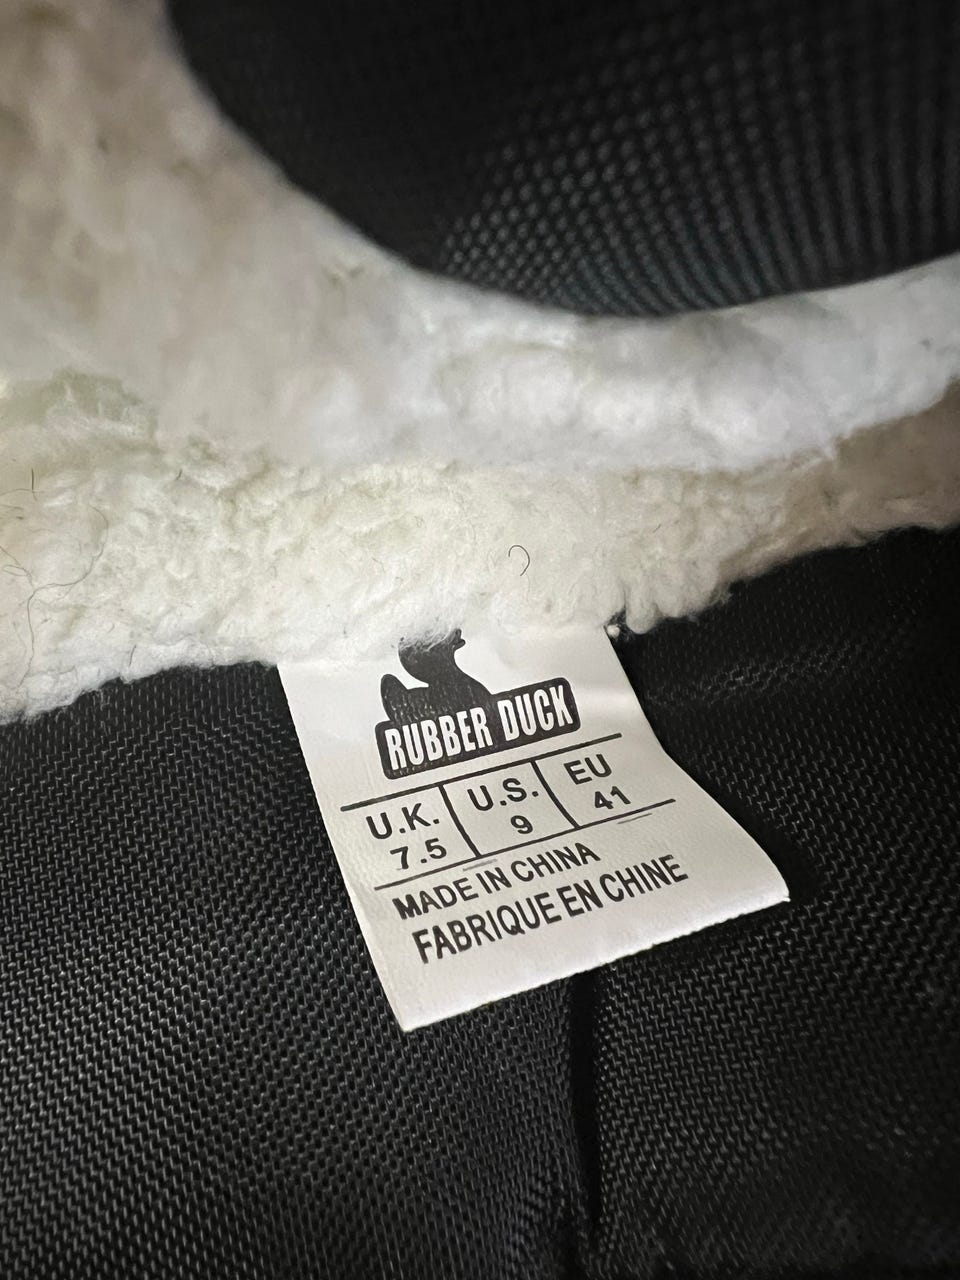 RUBBER DUCK
U.K. U.S. EU
7.5 9 41
MADE IN CHINA
FABRIQUE EN CHINE